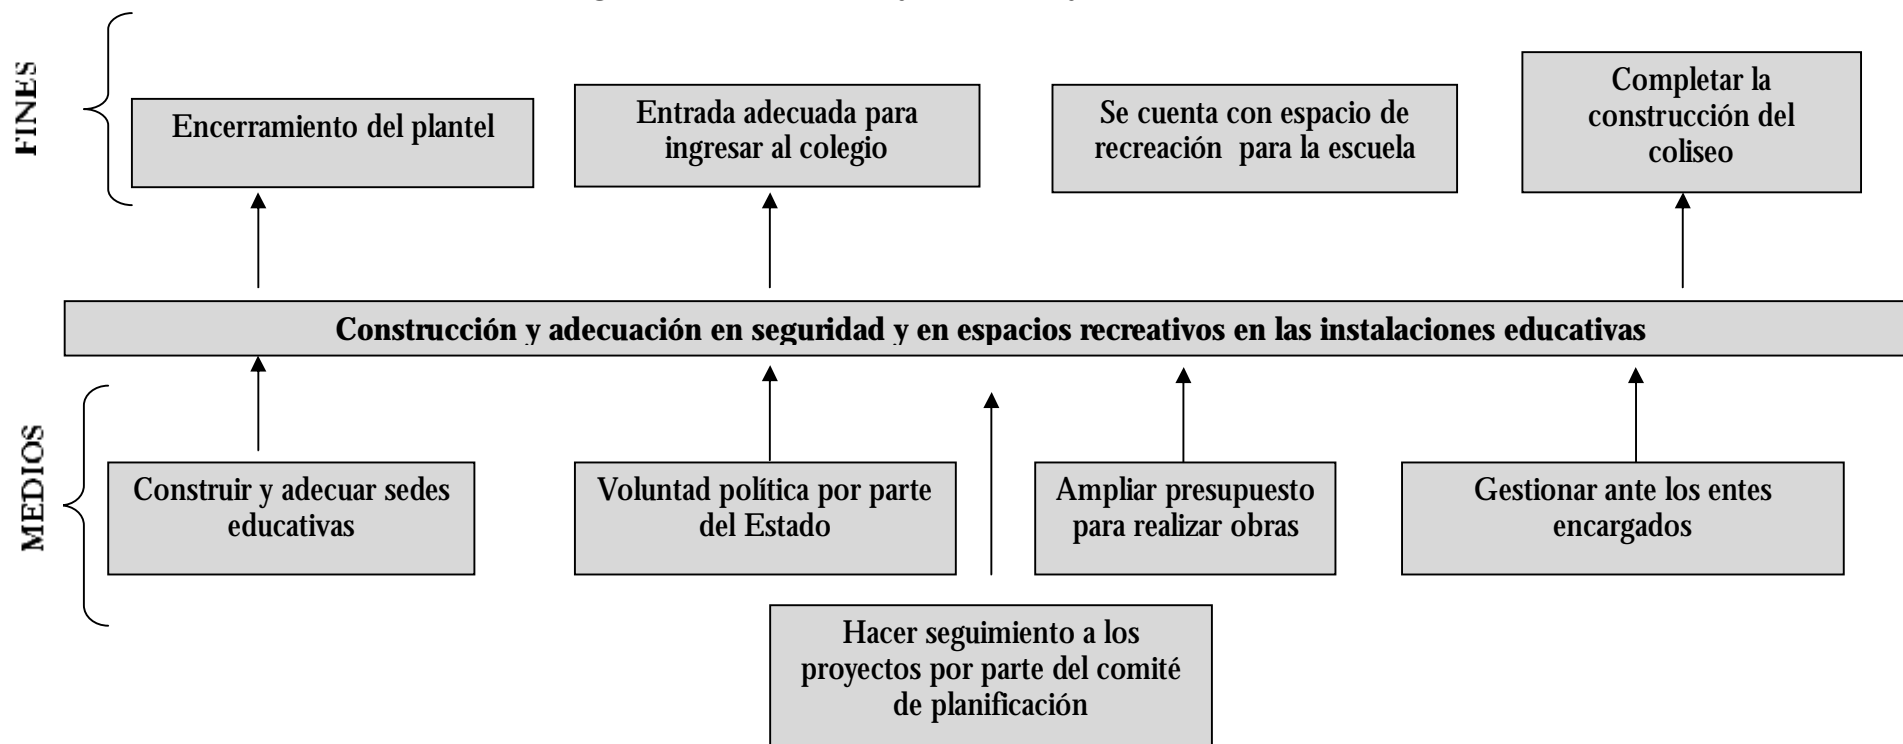 FINES
Encerramiento del plantel
Entrada adecuada para
ingresar al colegio
Se cuenta con espacio de
recreación para la escuela
Completar la
construcción del
coliseo
Construcción y adecuación en seguridad y en espacios recreativos en las instalaciones educativas
MEDIOS
Construir y adecuar sedes
educativas
Voluntad política por parte
del Estado
Ampliar presupuesto
para realizar obras
Gestionar ante los entes
encargados
Hacer seguimiento a los
proyectos por parte del comité
de planificación